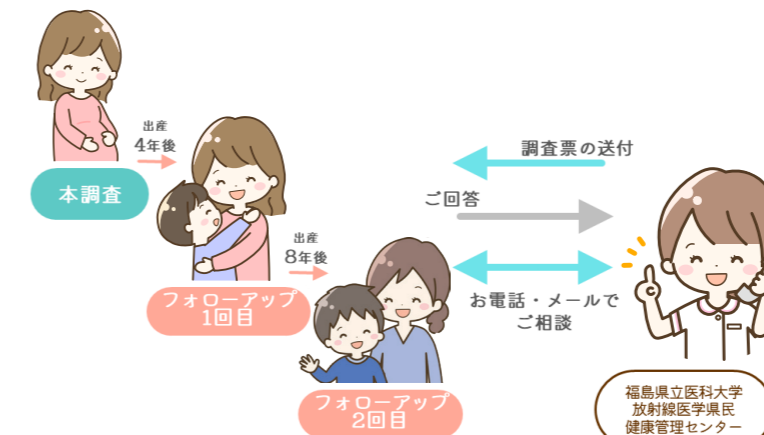 出産
4年後
本調査
調査票の送付
ご回答
出産
8年後
フォローアップ
1回目
お電話・メールで
ご相談
フォローアップ
2回目
福島県立医科大学
放射線医学県民
健康管理センター